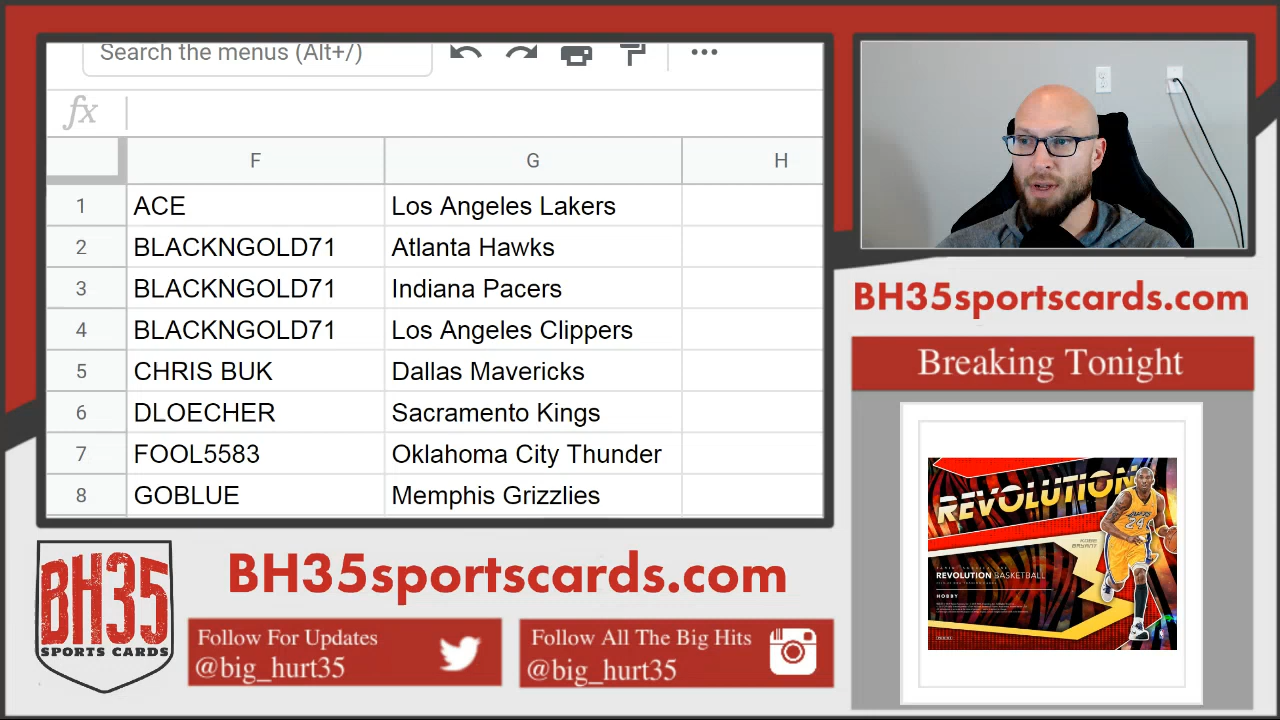 Search the menus (Alt+/)
fx
F G H
1 ACE Los Angeles Lakers
2 BLACKNGOLD71 Atlanta Hawks
3 BLACKNGOLD71 Indiana Pacers
4 BLACKNGOLD71 Los Angeles Clippers
5 CHRIS BUK Dallas Mavericks
6 DLOECHER Sacramento Kings
7 FOOL5583 Oklahoma City Thunder
8 GOBLUE Memphis Grizzlies
BH35sportscards.com
Breaking Tonight
REVOLUTION
KOBE
BRYANT
24
REVOLUTION BASKETBALL
HOBBY
BH35
SPORTS CARDS
BH35sportscards.com
Follow For Updates
@big_hurt35
Follow All The Big Hits
@big_hurt35